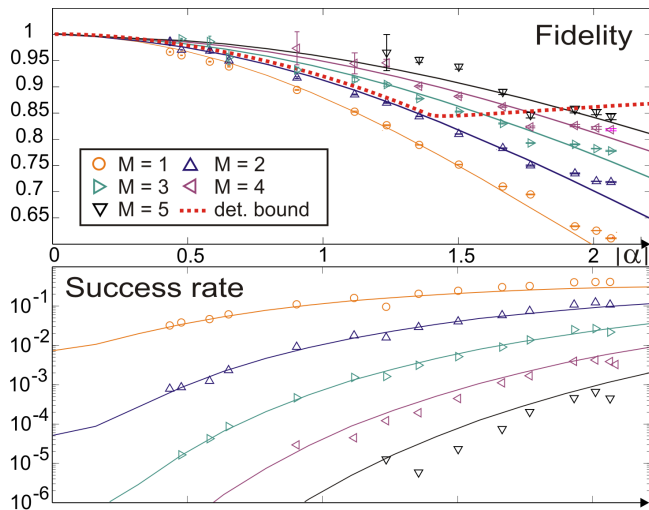 Fidelity
1
0.95
0.9
0.85
0.8
0.75
0.7
0.65
M = 1 M = 2
M = 3 M = 4
M = 5 det. bound
0 0.5 1 1.5 2 |α|
Success rate
10⁻¹
10⁻²
10⁻³
10⁻⁴
10⁻⁵
10⁻⁶